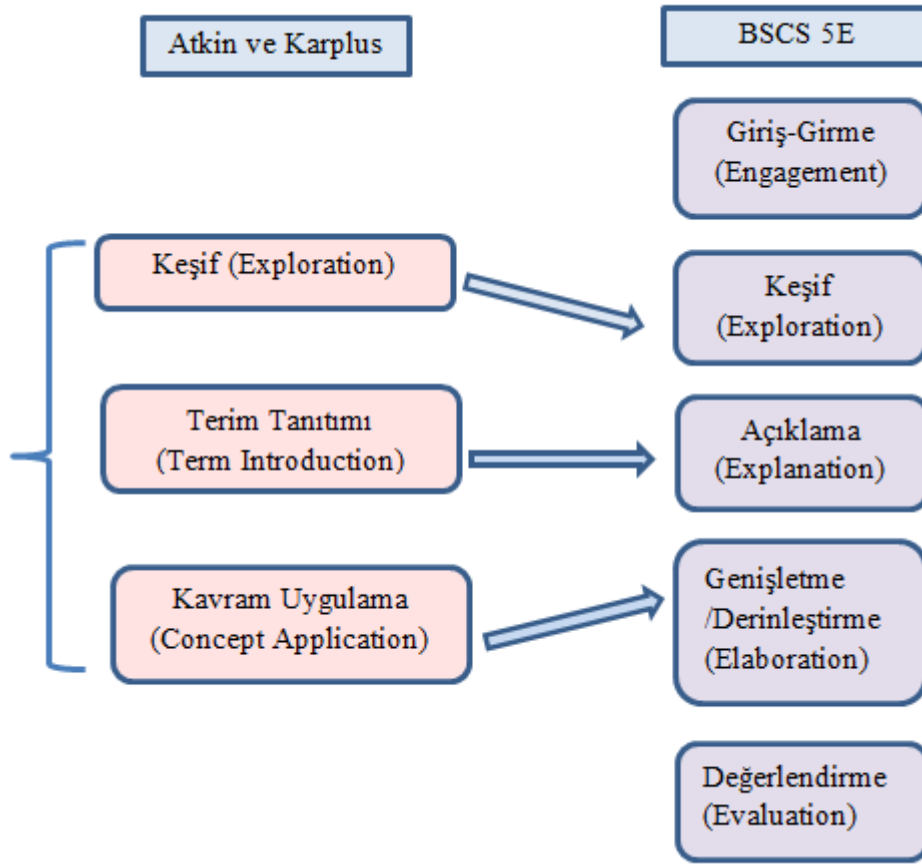 Atkin ve Karplus
BSCS 5E
Giriş-Girme
(Engagement)
Keşif (Exploration)
Keşif
(Exploration)
Terim Tanıtımı
(Term Introduction)
Açıklama
(Explanation)
Kavram Uygulama
(Concept Application)
Genişletme
/Derinleştirme
(Elaboration)
Değerlendirme
(Evaluation)